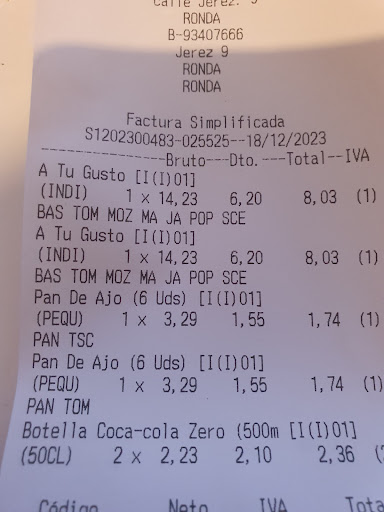 Calle Jerez. 9
RONDA
B-93407666
Jerez 9
RONDA
RONDA
Factura Simplificada
S1202300483-025525--18/12/2023
----------------Bruto---Dto.---Total--IVA
A Tu Gusto [I(I)01]
(INDI) 1 x 14,23 6,20 8,03 (1)
BAS TOM MOZ MA JA POP SCE
A Tu Gusto [I(I)01]
(INDI) 1 x 14,23 6,20 8,03 (1)
BAS TOM MOZ MA JA POP SCE
Pan De Ajo (6 Uds) [I(I)01]
(PEQU) 1 x 3,29 1,55 1,74 (1)
PAN TSC
Pan De Ajo (6 Uds) [I(I)01]
(PEQU) 1 x 3,29 1,55 1,74 (1)
PAN TOM
Botella Coca-cola Zero (500m [I(I)01]
(50CL) 2 x 2,23 2,10 2,36
Código Neto IVA Tota